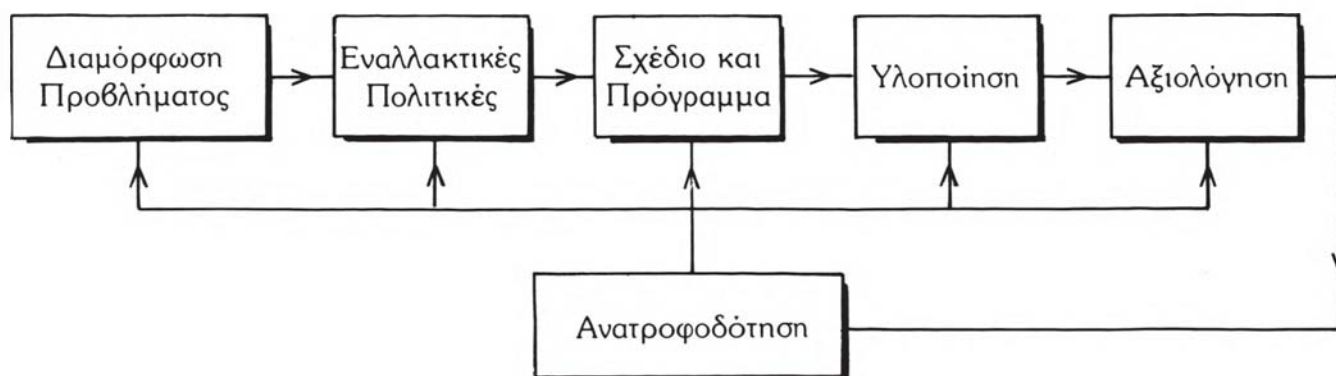 Διαμόρφωση
Προβλήματος
Εναλλακτικές
Πολιτικές
Σχέδιο και
Πρόγραμμα
Υλοποίηση
Αξιολόγηση
Ανατροφοδότηση